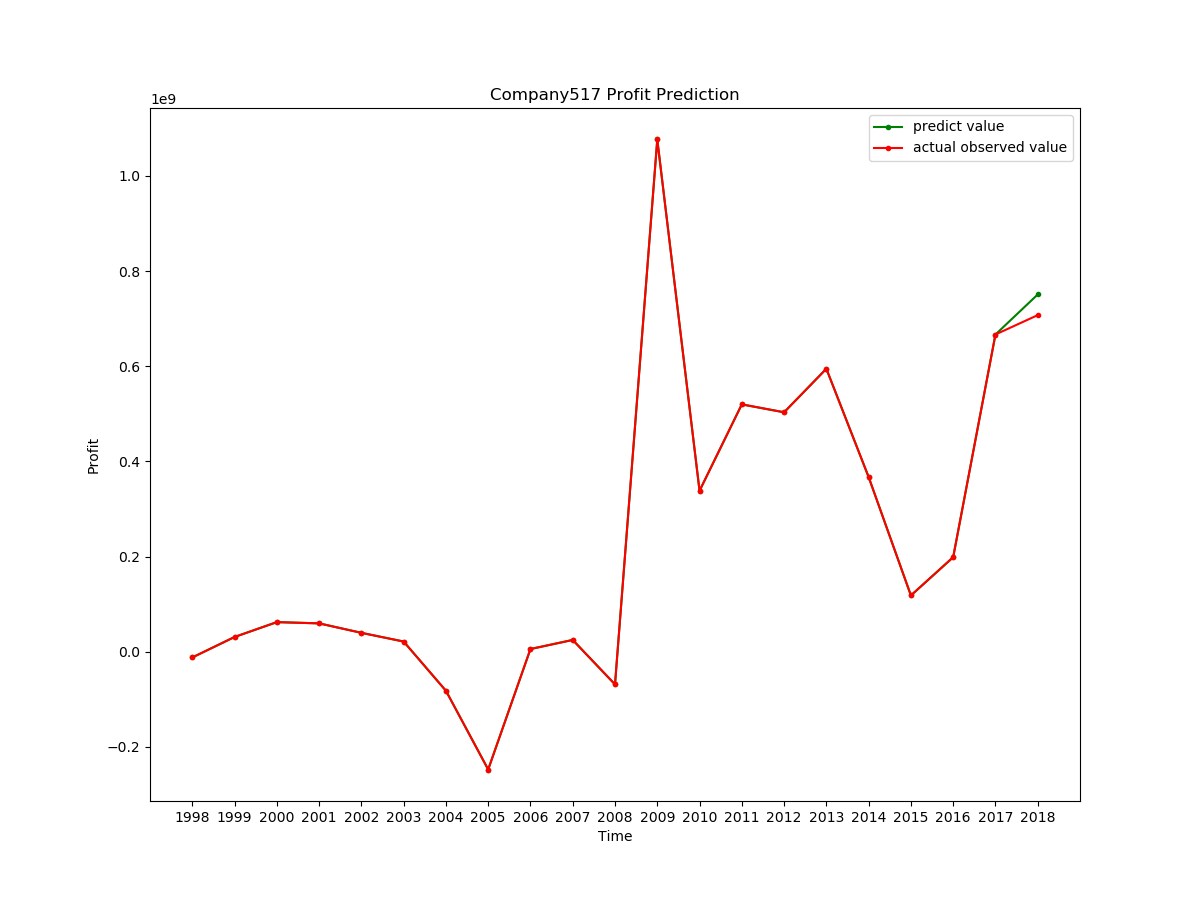 Company517 Profit Prediction
1e9
predict value
actual observed value
1.0
0.8
0.6
0.4
0.2
0.0
−0.2
Profit
1998 1999 2000 2001 2002 2003 2004 2005 2006 2007 2008 2009 2010 2011 2012 2013 2014 2015 2016 2017 2018
Time